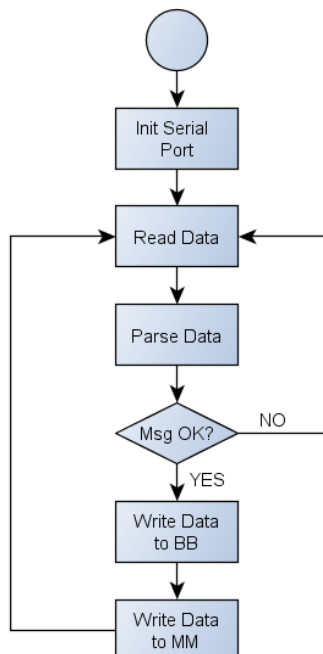 Init Serial
Port
Read Data
Parse Data
Msg OK?
NO
YES
Write Data
to BB
Write Data
to MM